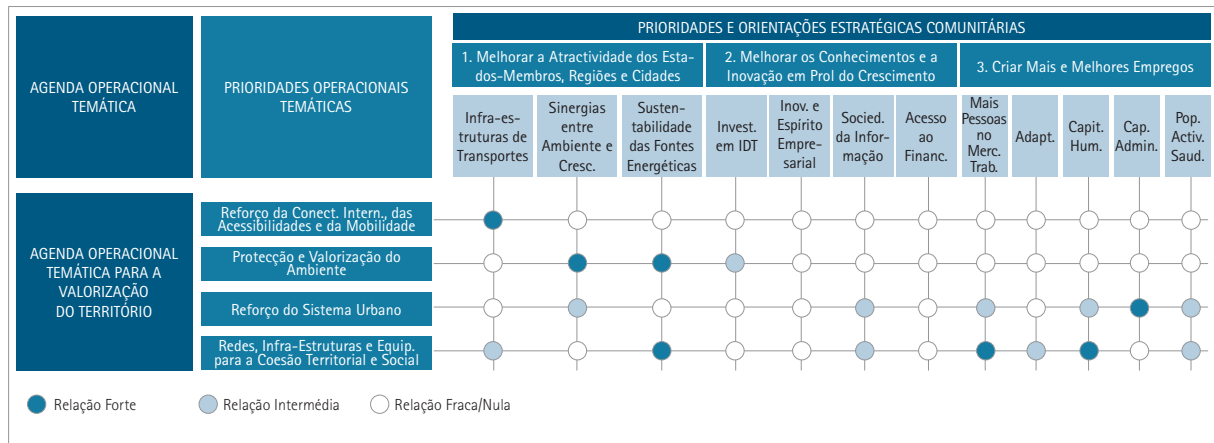 PRIORIDADES E ORIENTAÇÕES ESTRATÉGICAS COMUNITÁRIAS
AGENDA OPERACIONAL
TEMÁTICA
PRIORIDADES OPERACIONAIS
TEMÁTICAS
1. Melhorar a Atractividade dos Esta-
dos-Membros, Regiões e Cidades
2. Melhorar os Conhecimentos e a
Inovação em Prol do Crescimento
3. Criar Mais e Melhores Empregos
Infra-es-
truturas de
Transportes
Sinergias
entre
Ambiente e
Cresc.
Susten-
tabilidade
das Fontes
Energéticas
Invest.
em IDT
Inov. e
Espírito
Empre-
sarial
Socied.
da Infor-
mação
Acesso
ao
Financ.
Mais
Pessoas
no
Merc.
Trab.
Adapt.
Capit.
Hum.
Cap.
Admin.
Pop.
Activ.
Saud.
AGENDA OPERACIONAL
TEMÁTICA PARA A
VALORIZAÇÃO
DO TERRITÓRIO
Reforço da Conect. Intern., das
Acessibilidades e da Mobilidade
Protecção e Valorização do
Ambiente
Reforço do Sistema Urbano
Redes, Infra-Estruturas e Equip.
para a Coesão Territorial e Social
Relação Forte
Relação Intermédia
Relação Fraca/Nula